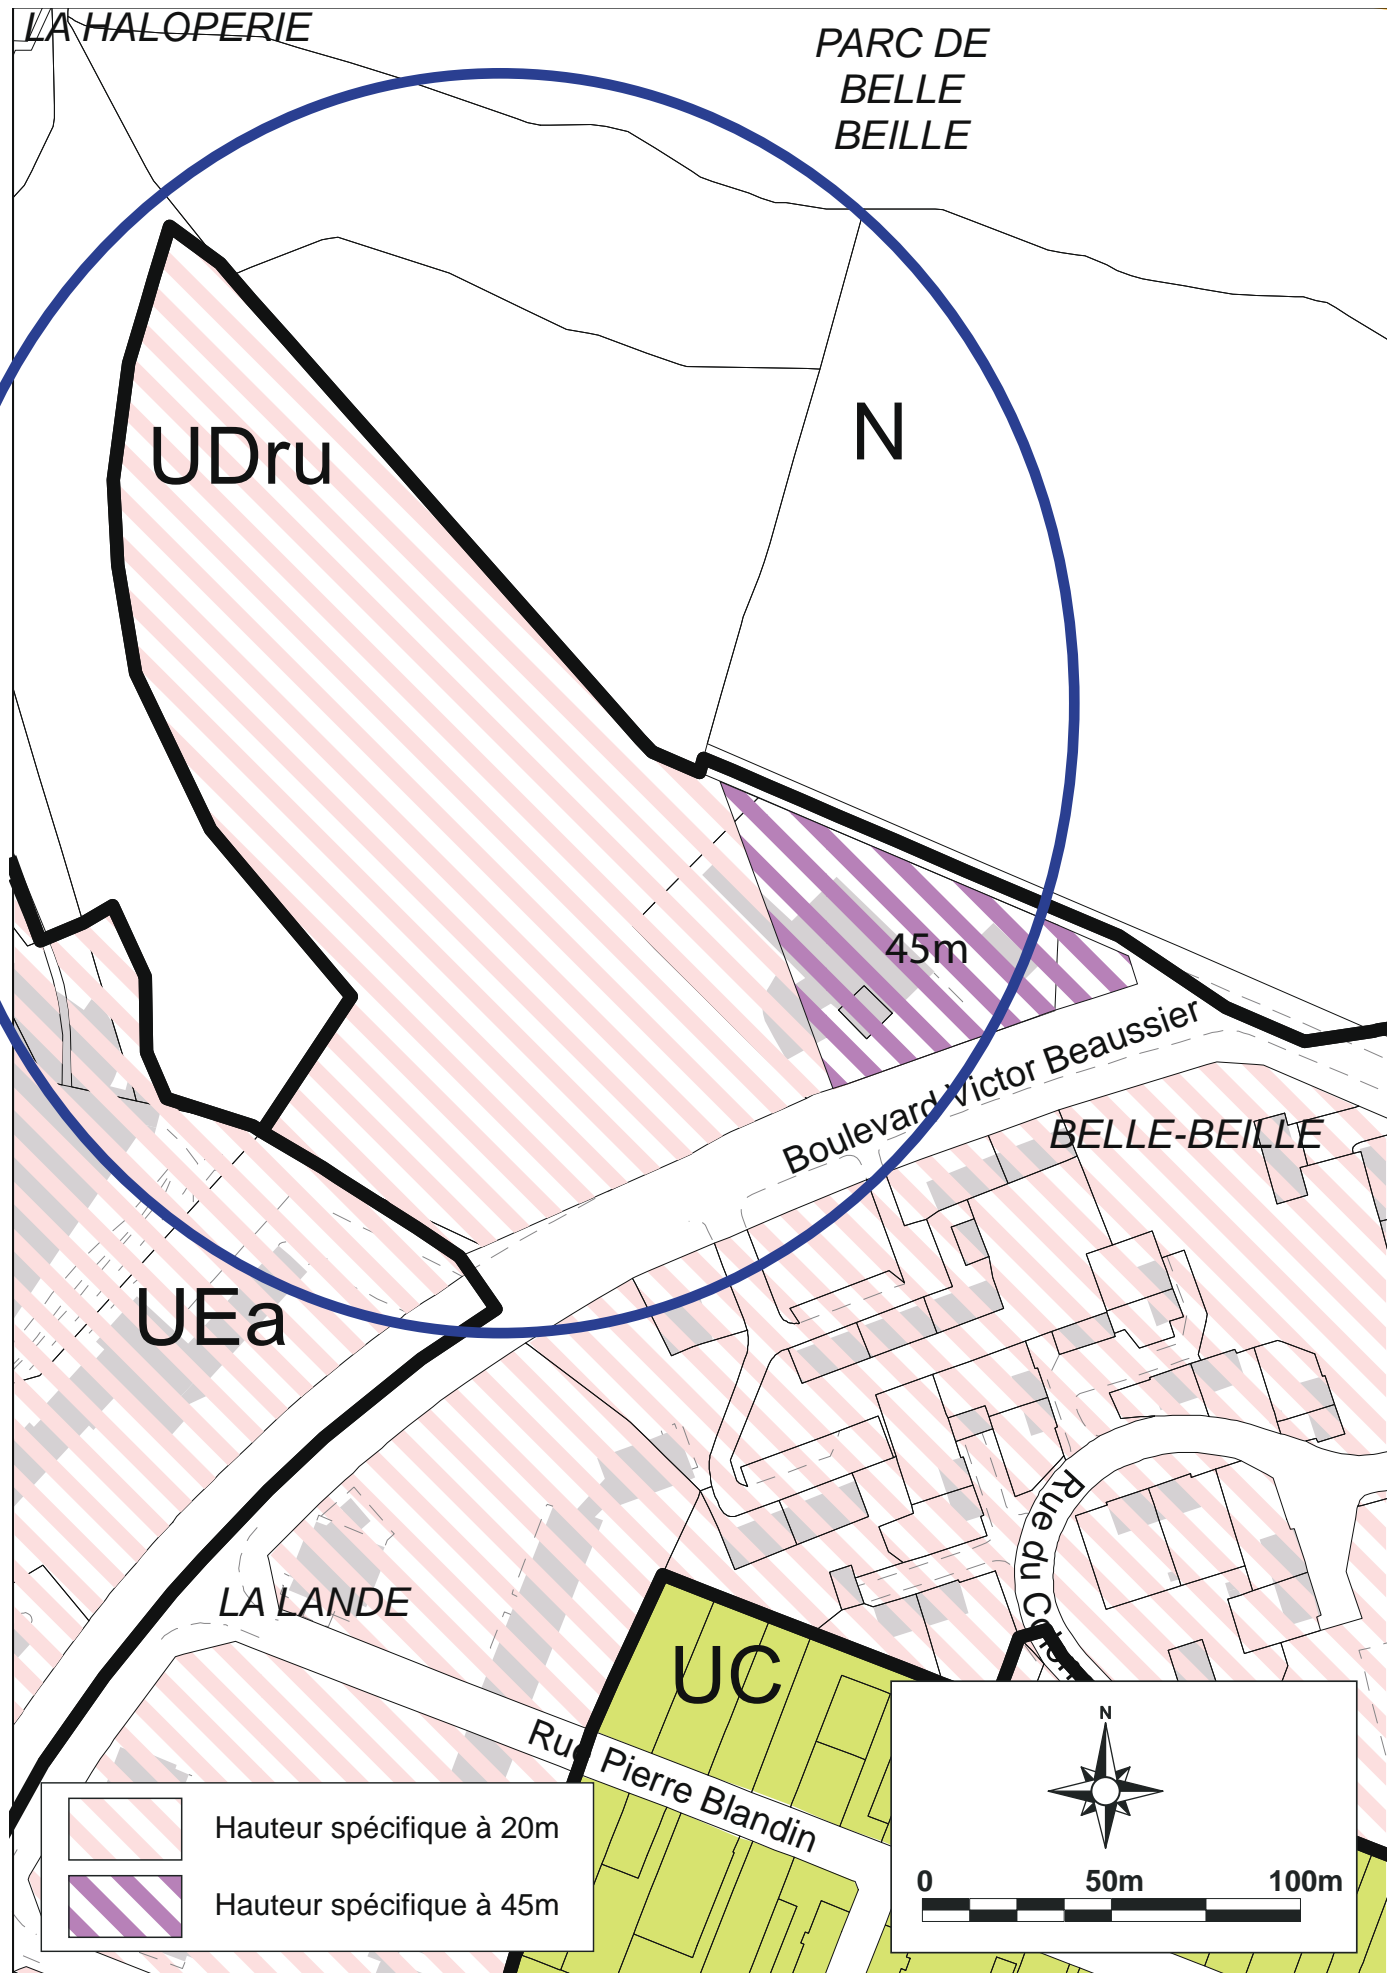 LA HALOPERIE
PARC DE
BELLE
BEILLE
N
UDru
45m
Boulevard Victor Beaussier
BELLE-BEILLE
UEa
Rue du
LA LANDE
UC
Rue Pierre Blandin
Hauteur spécifique à 20m
Hauteur spécifique à 45m
N
0 50m 100m